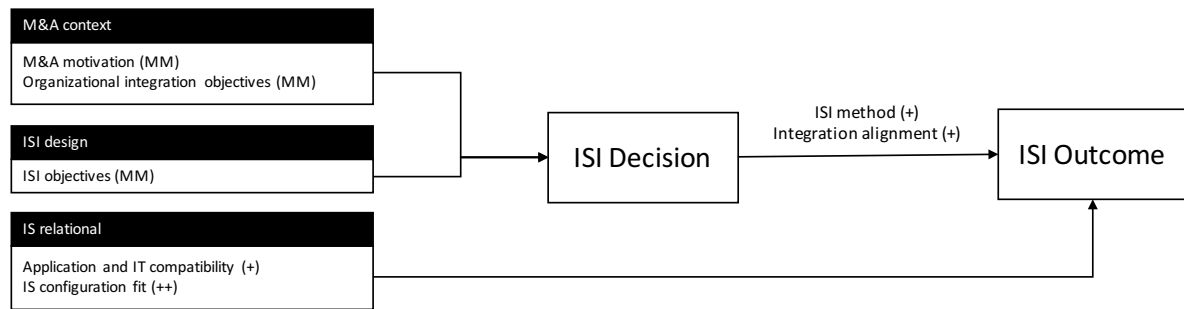 M&A context
M&A motivation (MM)
Organizational integration objectives (MM)
ISI design
ISI objectives (MM)
IS relational
Application and IT compatibility (+)
IS configuration fit (++)
ISI Decision
ISI method (+)
Integration alignment (+)
ISI Outcome